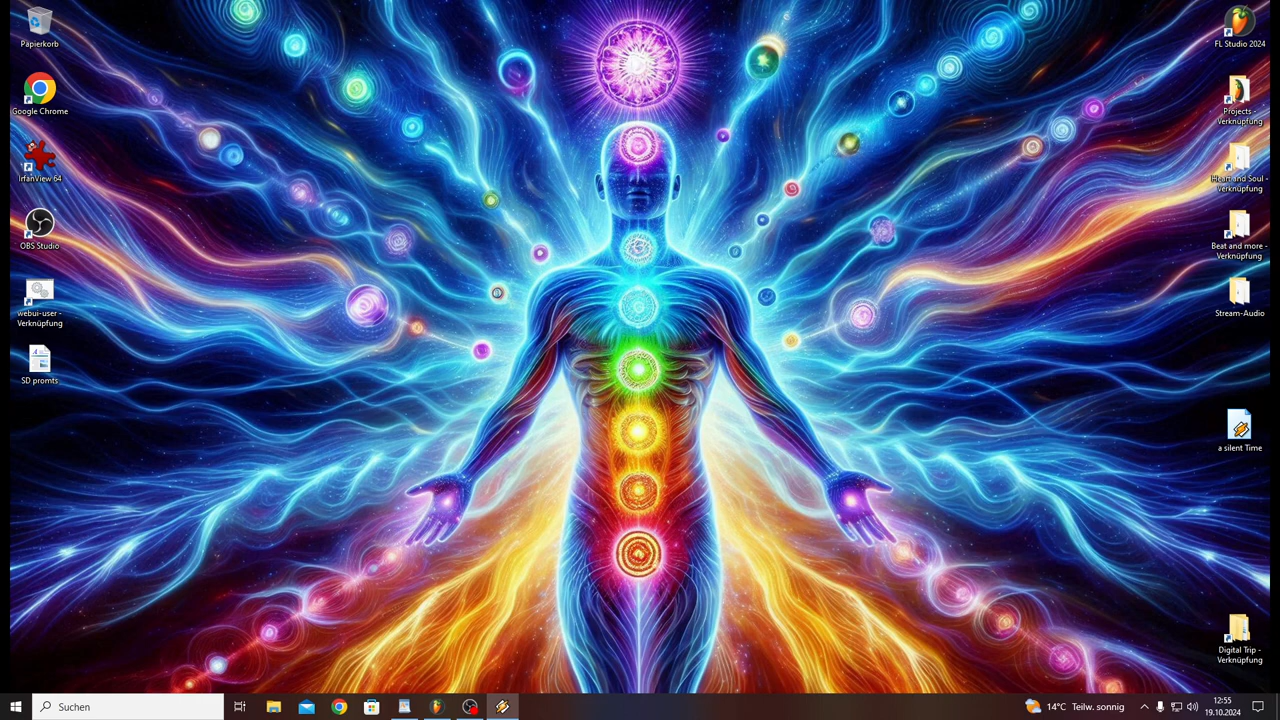 Papierkorb
Google Chrome
IrfanView 64
OBS Studio
webui-user -
Verknüpfung
SD promts
FL Studio 2024
Projects -
Verknüpfung
Heart and Soul -
Verknüpfung
Beat and more -
Verknüpfung
Stream-Audio
a silent Time
Digital Trip -
Verknüpfung
Suchen
14°C Teilw. sonnig
12:55
19.10.2024